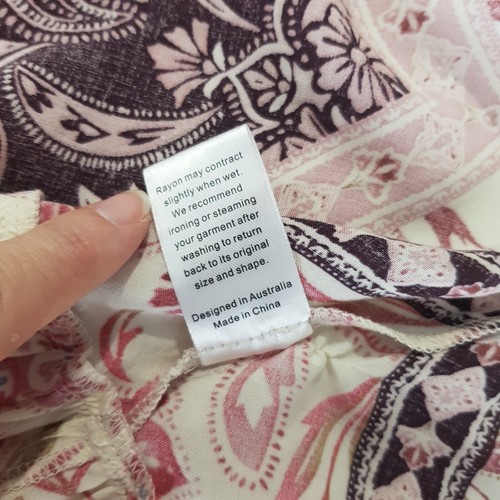 Rayon may contract
slightly when wet.
We recommend
ironing or steaming
your garment after
washing to return
back to its original
size and shape.
Designed in Australia
Made in China